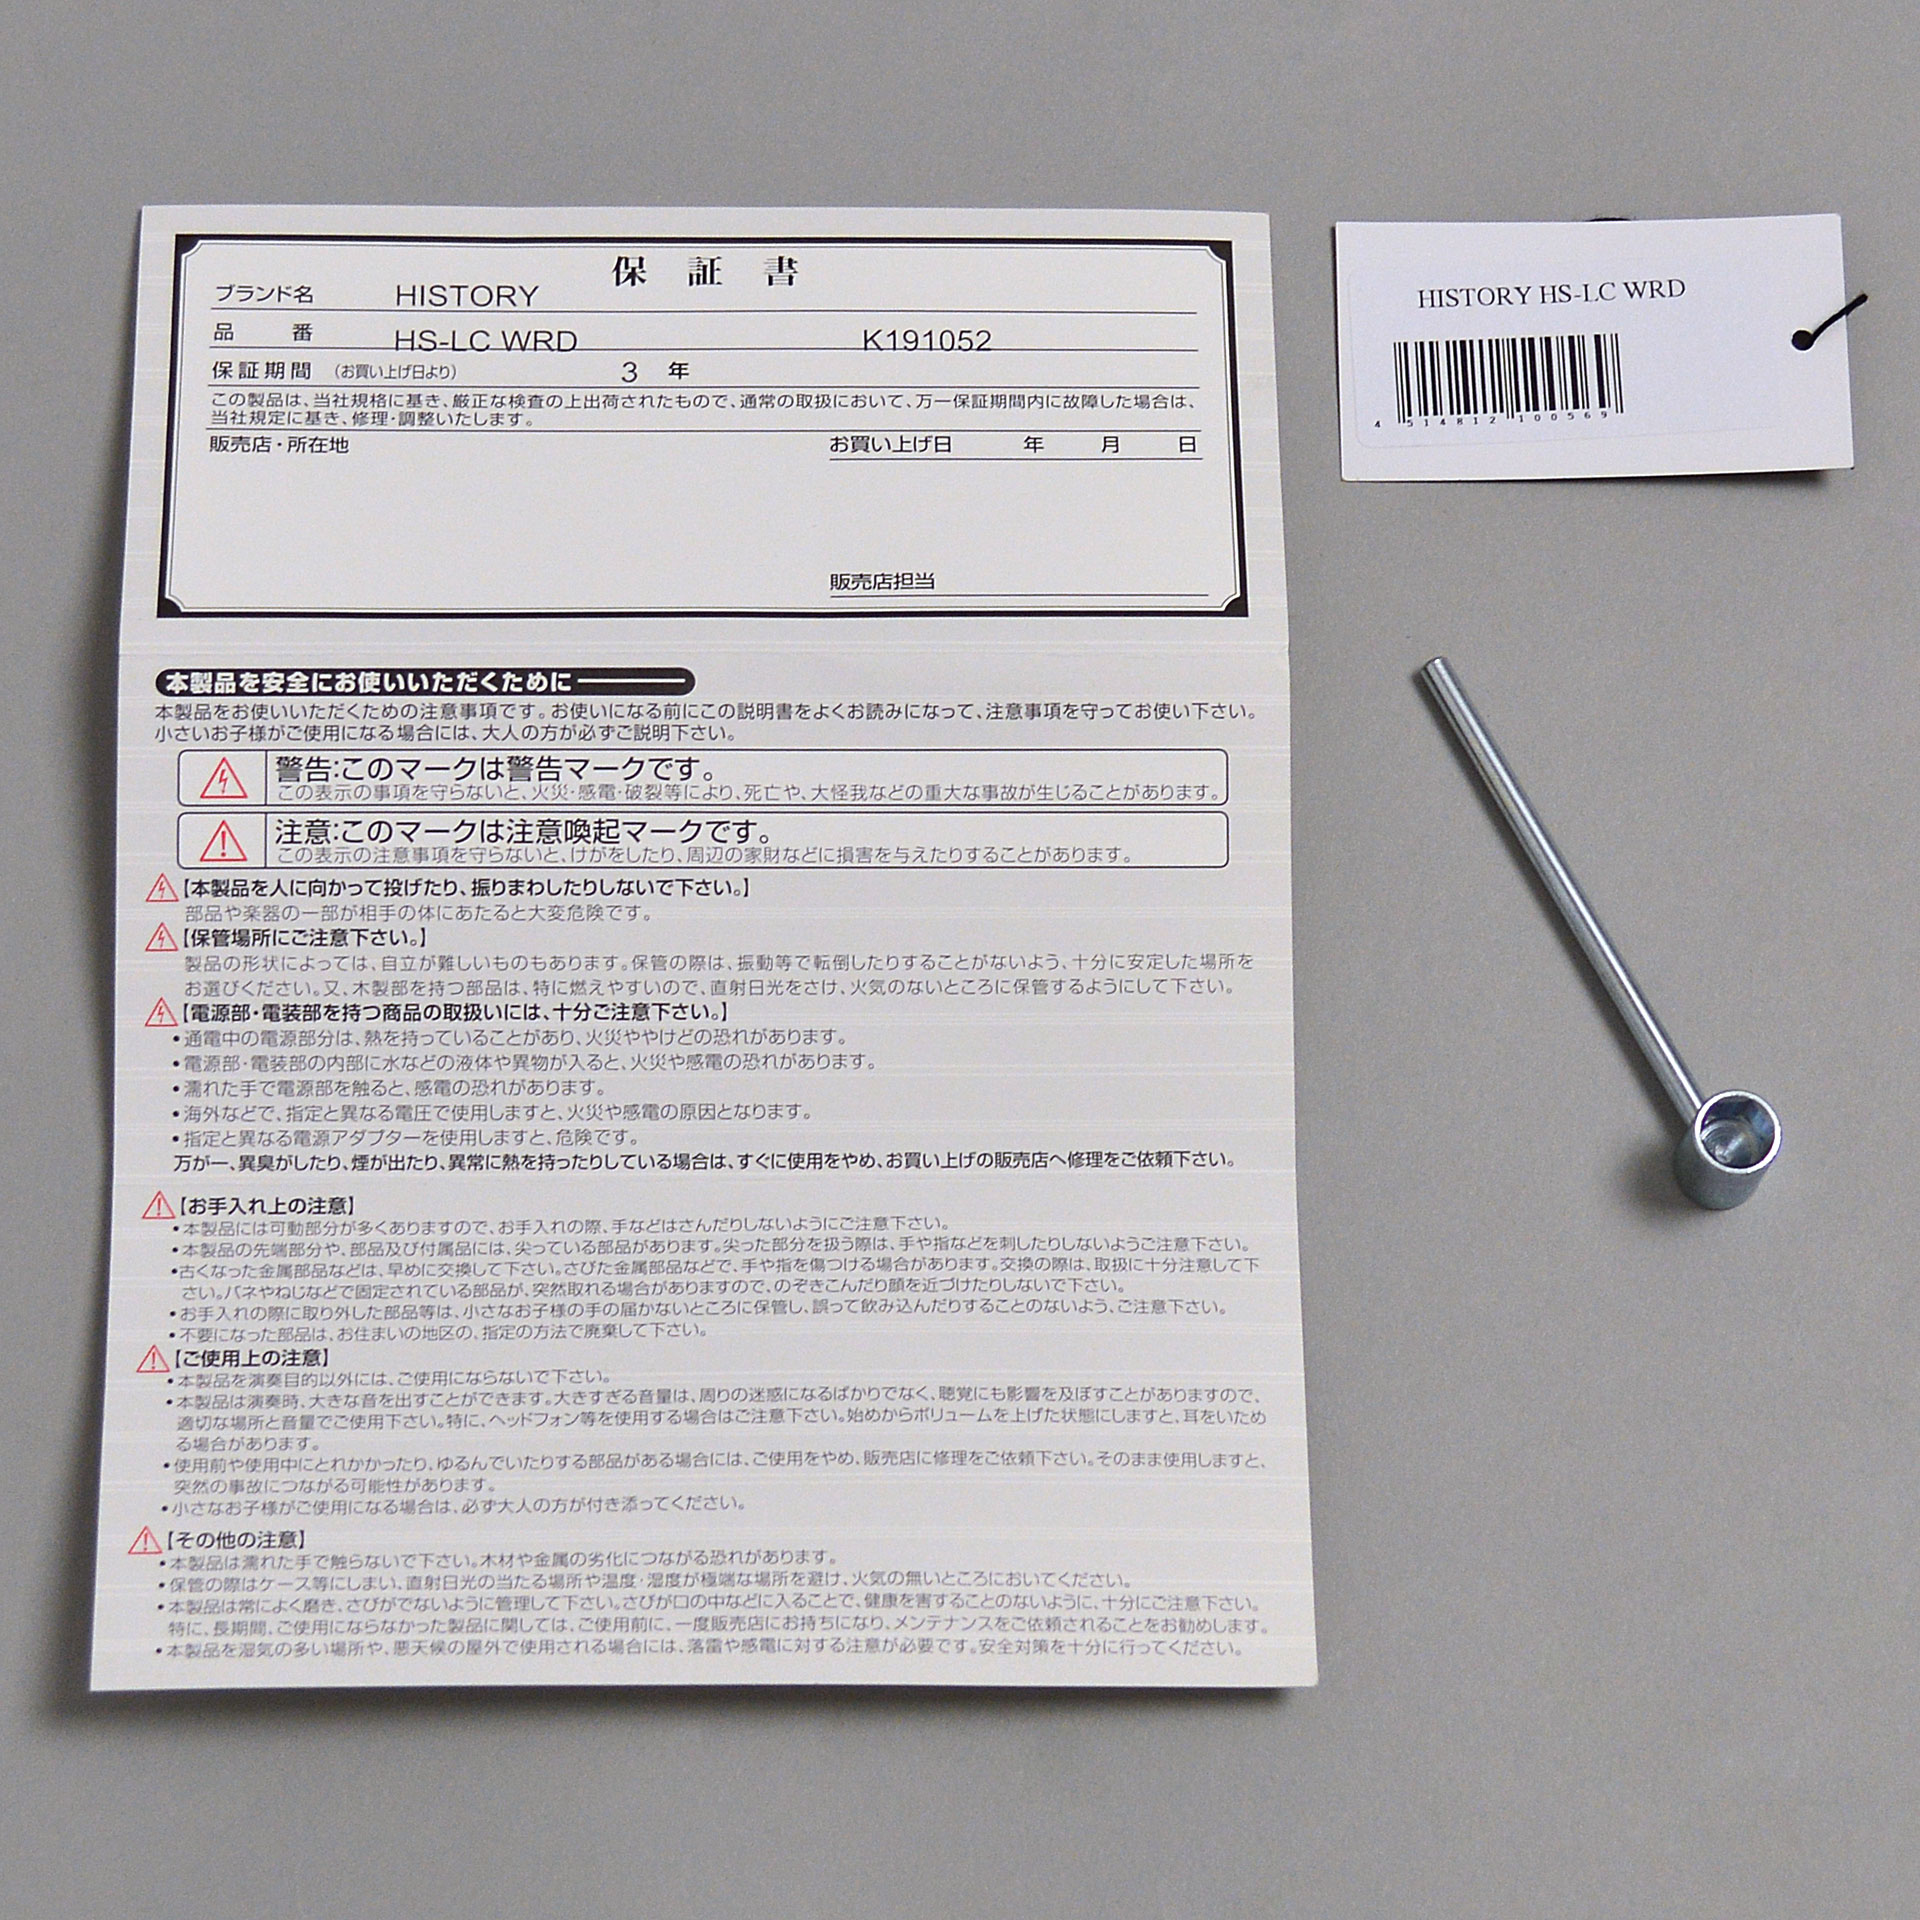 保証書
ブランド名 HISTORY
品番 HS-LC WRD K191052
保証期間 (お買い上げ日より) 3 年
この製品は、当社規格に基き、厳正な検査の上出荷されたもので、通常の取扱において、万一保証期間内に故障した場合は、
当社規定に基き、修理・調整いたします。
販売店・所在地 お買い上げ日 年 月 日
販売店担当
本製品を安全にお使いいただくために
本製品をお使いいただくための注意事項です。お使いになる前にこの説明書をよくお読みになって、注意事項を守ってお使い下さい。
小さいお子様がご使用になる場合には、大人の方が必ずご説明下さい。
警告:このマークは警告マークです。
この表示の事項を守らないと、火災・感電・破裂等により、死亡や、大怪我などの重大な事故が生じることがあります。
注意:このマークは注意喚起マークです。
この表示の注意事項を守らないと、けがをしたり、周辺の家財などに損害を与えたりすることがあります。
【本製品を人に向かって投げたり、振りまわしたりしないで下さい。】
部品や楽器の一部が相手の体にあたると大変危険です。
【保管場所にご注意下さい。】
製品の形状によっては、自立が難しいものもあります。保管の際は、振動等で転倒したりすることがないよう、十分に安定した場所を
お選びください。又、木製部を持つ部品は、特に燃えやすいので、直射日光をさけ、火気のないところに保管するようにして下さい。
【電源部・電装部を持つ商品の取扱いには、十分ご注意下さい。】
•通電中の電源部分は、熱を持っていることがあり、火災ややけどの恐れがあります。
•電源部・電装部の内部に水などの液体や異物が入ると、火災や感電の恐れがあります。
•濡れた手で電源部を触ると、感電の恐れがあります。
•海外などで、指定と異なる電圧で使用しますと、火災や感電の原因となります。
•指定と異なる電源アダプターを使用しますと、危険です。
万が一、異臭がしたり、煙が出たり、異常に熱を持ったりしている場合は、すぐに使用をやめ、お買い上げの販売店へ修理をご依頼下さい。
【お手入れ上の注意】
•本製品には可動部分が多くありますので、お手入れの際、手などはさんだりしないようにご注意下さい。
•本製品の先端部分や、部品及び付属品には、尖っている部品があります。尖った部分を扱う際は、手や指などを刺したりしないようご注意下さい。
•古くなった金属部品などは、早めに交換して下さい。さびた金属部品などで、手や指を傷つける場合があります。交換の際は、取扱に十分注意して下
さい。バネやねじなどで固定されている部品が、突然取れる場合がありますので、のぞきこんだり顔を近づけたりしないで下さい。
•お手入れの際に取り外した部品等は、小さなお子様の手の届かないところに保管し、誤って飲み込んだりすることのないよう、ご注意下さい。
•不要になった部品は、お住まいの地区の、指定の方法で廃棄して下さい。
【ご使用上の注意】
•本製品を演奏目的以外には、ご使用にならないで下さい。
•本製品は演奏時、大きな音を出すことができます。大きすぎる音量は、周りの迷惑になるばかりでなく、聴覚にも影響を及ぼすことがありますので、
適切な場所と音量でご使用下さい。特に、ヘッドフォン等を使用する場合はご注意下さい。始めからボリュームを上げた状態にしますと、耳をいため
る場合があります。
•使用前や使用中にとれかかったり、ゆるんでいたりする部品がある場合には、ご使用をやめ、販売店に修理をご依頼下さい。そのまま使用しますと、
突然の事故につながる可能性があります。
•小さなお子様がご使用になる場合は、必ず大人の方が付き添ってください。
【その他の注意】
•本製品は濡れた手で触らないで下さい。木材や金属の劣化につながる恐れがあります。
•保管の際はケース等にしまい、直射日光の当たる場所や温度・湿度が極端な場所を避け、火気の無いところにおいてください。
•本製品は常によく磨き、さびがでないように管理して下さい。さびが口の中などに入ることで、健康を害することのないように、十分にご注意下さい。
特に、長期間、ご使用にならなかった製品に関しては、ご使用前に、一度販売店にお持ちになり、メンテナンスをご依頼されることをお勧めします。
•本製品を湿気の多い場所や、悪天候の屋外で使用される場合には、落雷や感電に対する注意が必要です。安全対策を十分に行ってください。
HISTORY HS-LC WRD
4 514812 100569